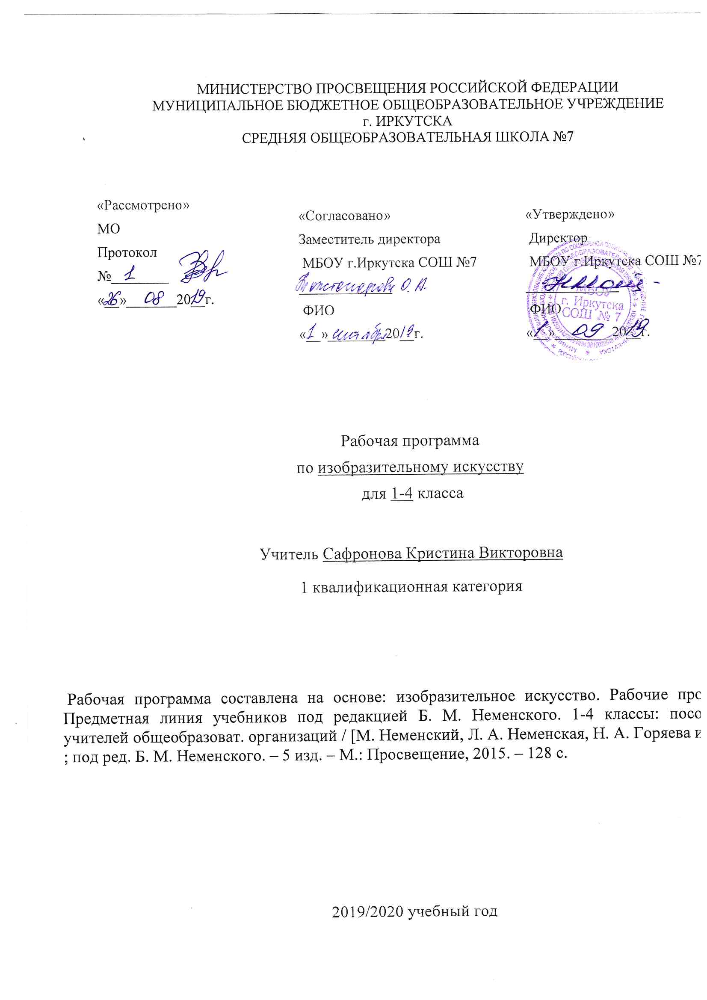 МИНИСТЕРСТВО ПРОСВЕЩЕНИЯ РОССИЙСКОЙ ФЕДЕРАЦИИ
МУНИЦИПАЛЬНОЕ БЮДЖЕТНОЕ ОБЩЕОБРАЗОВАТЕЛЬНОЕ УЧРЕЖДЕНИЕ
г. ИРКУТСКА
СРЕДНЯЯ ОБЩЕОБРАЗОВАТЕЛЬНАЯ ШКОЛА №7
«Рассмотрено»
МО
Протокол
№ 1
«26» 08 2019г.
«Согласовано»
Заместитель директора
МБОУ г.Иркутска СОШ №7
О. А.
ФИО
«1» сентября 2019г.
«Утверждено»
Директор
МБОУ г.Иркутска СОШ №7
ФИО
«1» 09 2019г.
МБОУ
г. Иркутска
СОШ № 7
Рабочая программа
по изобразительному искусству
для 1-4 класса
Учитель Сафронова Кристина Викторовна
1 квалификационная категория
Рабочая программа составлена на основе: изобразительное искусство. Рабочие про
Предметная линия учебников под редакцией Б. М. Неменского. 1-4 классы: посо
учителей общеобразоват. организаций / [М. Неменский, Л. А. Неменская, Н. А. Горяева и
; под ред. Б. М. Неменского. – 5 изд. – М.: Просвещение, 2015. – 128 с.
2019/2020 учебный год